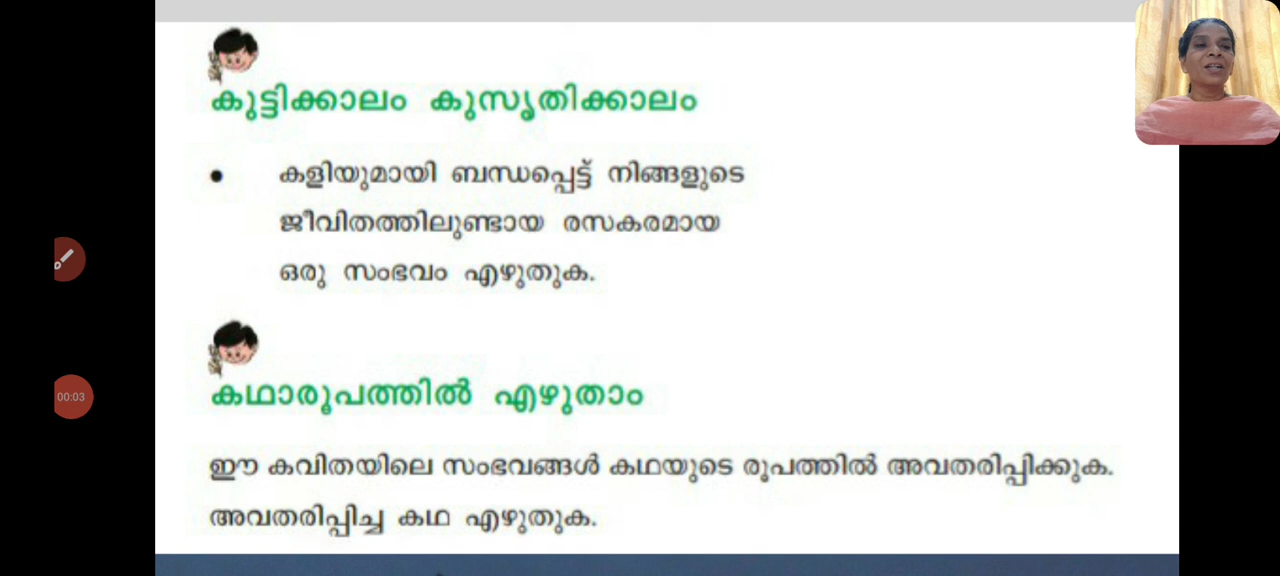 കുട്ടിക്കാലം കുസൃതിക്കാലം
● കളിയുമായി ബന്ധപ്പെട്ട് നിങ്ങളുടെ
ജീവിതത്തിലുണ്ടായ രസകരമായ
ഒരു സംഭവം എഴുതുക.
കഥാരൂപത്തിൽ എഴുതാം
00:03
ഈ കവിതയിലെ സംഭവങ്ങൾ കഥയുടെ രൂപത്തിൽ അവതരിപ്പിക്കുക.
അവതരിപ്പിച്ച കഥ എഴുതുക.